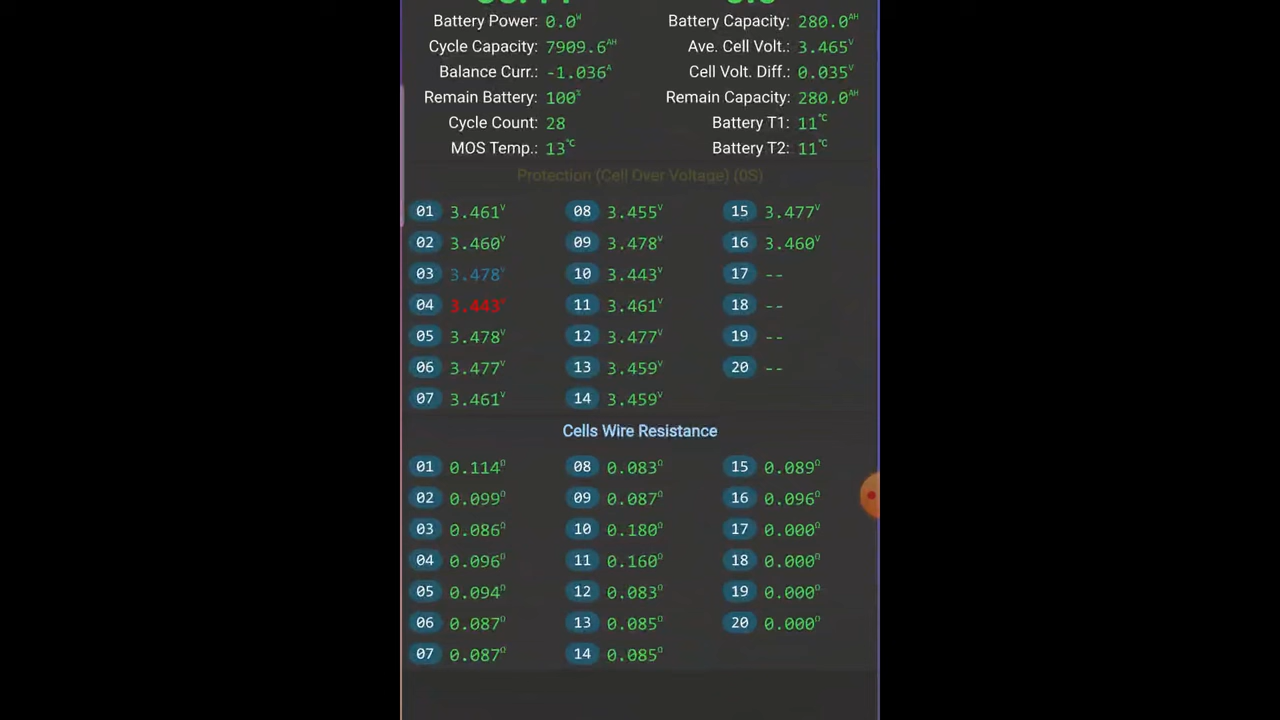 Battery Power: 0.0W Battery Capacity: 280.0AH
Cycle Capacity: 7909.6AH Ave. Cell Volt.: 3.465V
Balance Curr.: -1.036A Cell Volt. Diff.: 0.035V
Remain Battery: 100% Remain Capacity: 280.0AH
Cycle Count: 28 Battery T1: 11°C
MOS Temp.: 13°C Battery T2: 11°C
Protection (Cell Over Voltage) (0S)
01 3.461V 08 3.455V 15 3.477V
02 3.460V 09 3.478V 16 3.460V
03 3.478V 10 3.443V 17 --
04 3.443V 11 3.461V 18 --
05 3.478V 12 3.477V 19 --
06 3.477V 13 3.459V 20 --
07 3.461V 14 3.459V
Cells Wire Resistance
01 0.114Ω 08 0.083Ω 15 0.089Ω
02 0.099Ω 09 0.087Ω 16 0.096Ω
03 0.086Ω 10 0.180Ω 17 0.000Ω
04 0.096Ω 11 0.160Ω 18 0.000Ω
05 0.094Ω 12 0.083Ω 19 0.000Ω
06 0.087Ω 13 0.085Ω 20 0.000Ω
07 0.087Ω 14 0.085Ω